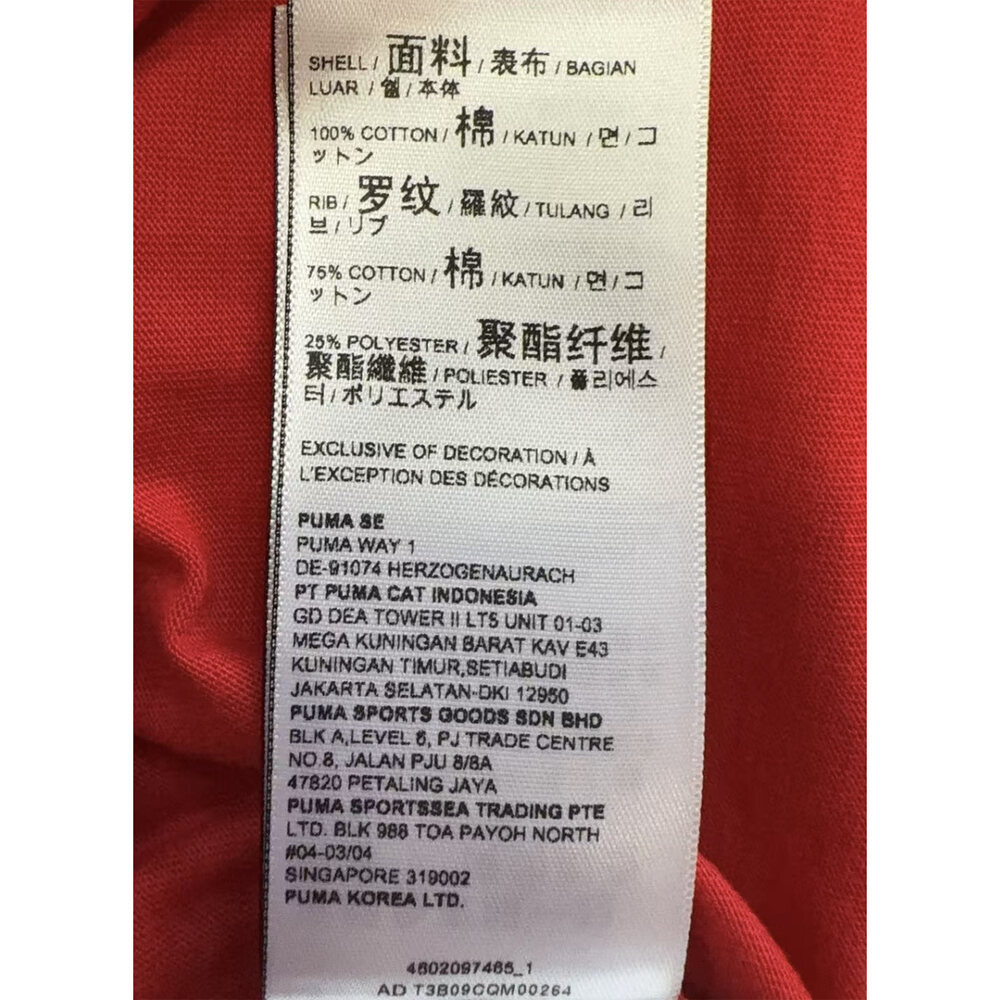 SHELL / 面料 / 表布 / BAGIAN
LUAR / 쉘 / 本体
100% COTTON / 棉 / KATUN / 면 / コ
ットン
RIB / 罗纹 / 羅紋 / TULANG / 리
브 / リブ
75% COTTON / 棉 / KATUN / 면 / コ
ットン
25% POLYESTER / 聚酯纤维 /
聚酯纖維 / POLIESTER / 폴리에스
터 / ポリエステル
EXCLUSIVE OF DECORATION / À
L'EXCEPTION DES DÉCORATIONS
PUMA SE
PUMA WAY 1
DE-91074 HERZOGENAURACH
PT PUMA CAT INDONESIA
GD DEA TOWER II LT5 UNIT 01-03
MEGA KUNINGAN BARAT KAV E43
KUNINGAN TIMUR,SETIABUDI
JAKARTA SELATAN-DKI 12950
PUMA SPORTS GOODS SDN BHD
BLK A,LEVEL 6, PJ TRADE CENTRE
NO.8, JALAN PJU 8/8A
47820 PETALING JAYA
PUMA SPORTSSEA TRADING PTE
LTD. BLK 988 TOA PAYOH NORTH
#04-03/04
SINGAPORE 319002
PUMA KOREA LTD.
4602097465_1
AD T3B09CQM00264